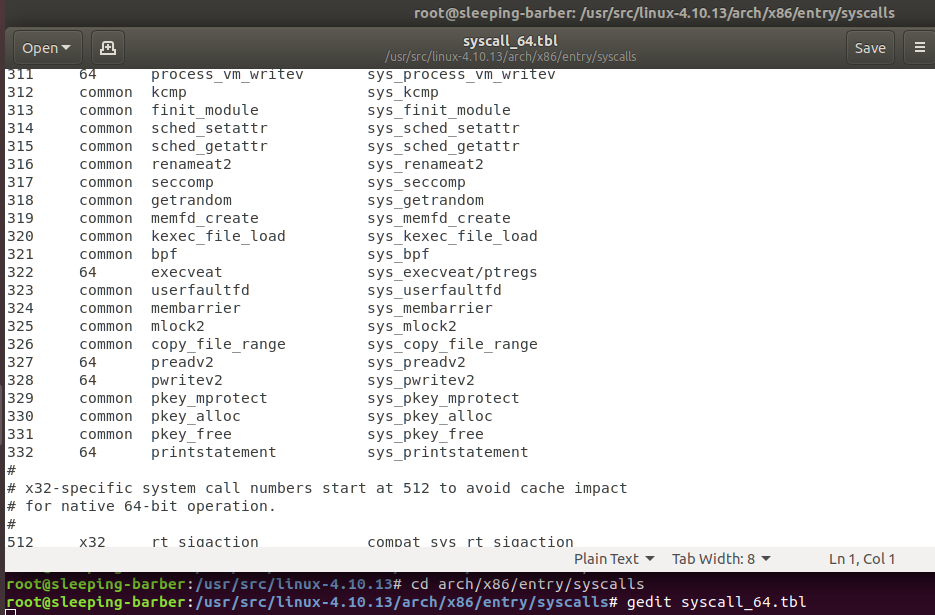 root@sleeping-barber: /usr/src/linux-4.10.13/arch/x86/entry/syscalls
Open syscall_64.tbl Save
/usr/src/linux-4.10.13/arch/x86/entry/syscalls
311 64 process_vm_writev sys_process_vm_writev
312 common kcmp sys_kcmp
313 common finit_module sys_finit_module
314 common sched_setattr sys_sched_setattr
315 common sched_getattr sys_sched_getattr
316 common renameat2 sys_renameat2
317 common seccomp sys_seccomp
318 common getrandom sys_getrandom
319 common memfd_create sys_memfd_create
320 common kexec_file_load sys_kexec_file_load
321 common bpf sys_bpf
322 64 execveat sys_execveat/ptregs
323 common userfaultfd sys_userfaultfd
324 common membarrier sys_membarrier
325 common mlock2 sys_mlock2
326 common copy_file_range sys_copy_file_range
327 64 preadv2 sys_preadv2
328 64 pwritev2 sys_pwritev2
329 common pkey_mprotect sys_pkey_mprotect
330 common pkey_alloc sys_pkey_alloc
331 common pkey_free sys_pkey_free
332 64 printstatement sys_printstatement
#
# x32-specific system call numbers start at 512 to avoid cache impact
# for native 64-bit operation.
#
512 x32 rt_sigaction compat_sys_rt_sigaction
Plain Text Tab Width: 8 Ln 1, Col 1
root@sleeping-barber:/usr/src/linux-4.10.13# cd arch/x86/entry/syscalls
root@sleeping-barber:/usr/src/linux-4.10.13/arch/x86/entry/syscalls# gedit syscall_64.tbl